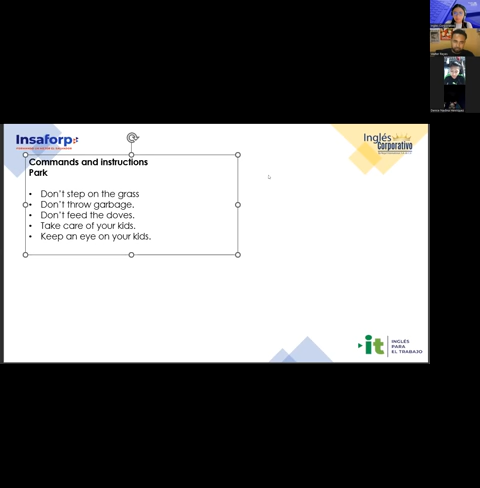 Insaforp
Inglés
Corporativo
Commands and instructions
Park
• Don't step on the grass
• Don't throw garbage.
• Don't feed the doves.
• Take care of your kids.
• Keep an eye on your kids.
it
INGLÉS
PARA
EL TRABAJO